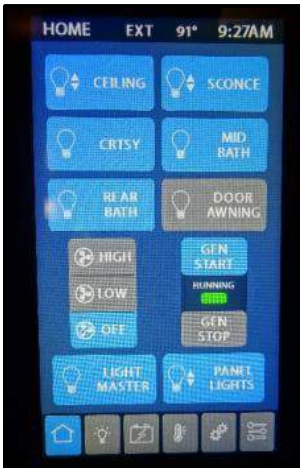 HOME EXT 91° 9:27AM
CEILING SCONCE
CRTSY MID BATH
REAR BATH DOOR AWNING
HIGH GEN START
LOW RUNNING
OFF GEN STOP
LIGHT MASTER PANEL LIGHTS